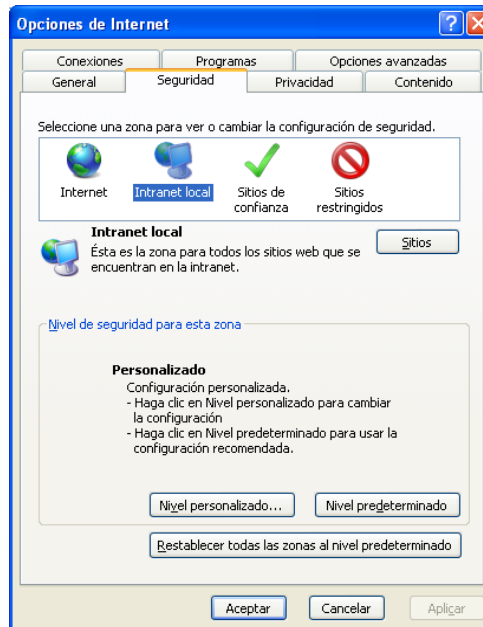 Opciones de Internet
Conexiones Programas Opciones avanzadas
General Seguridad Privacidad Contenido
Seleccione una zona para ver o cambiar la configuración de seguridad.
Internet Intranet local Sitios de confianza Sitios restringidos
Intranet local
Ésta es la zona para todos los sitios web que se
encuentran en la intranet.
Sitios
Nivel de seguridad para esta zona
Personalizado
Configuración personalizada.
- Haga clic en Nivel personalizado para cambiar
la configuración
- Haga clic en Nivel predeterminado para usar la
configuración recomendada.
Nivel personalizado... Nivel predeterminado
Restablecer todas las zonas al nivel predeterminado
Aceptar Cancelar Aplicar